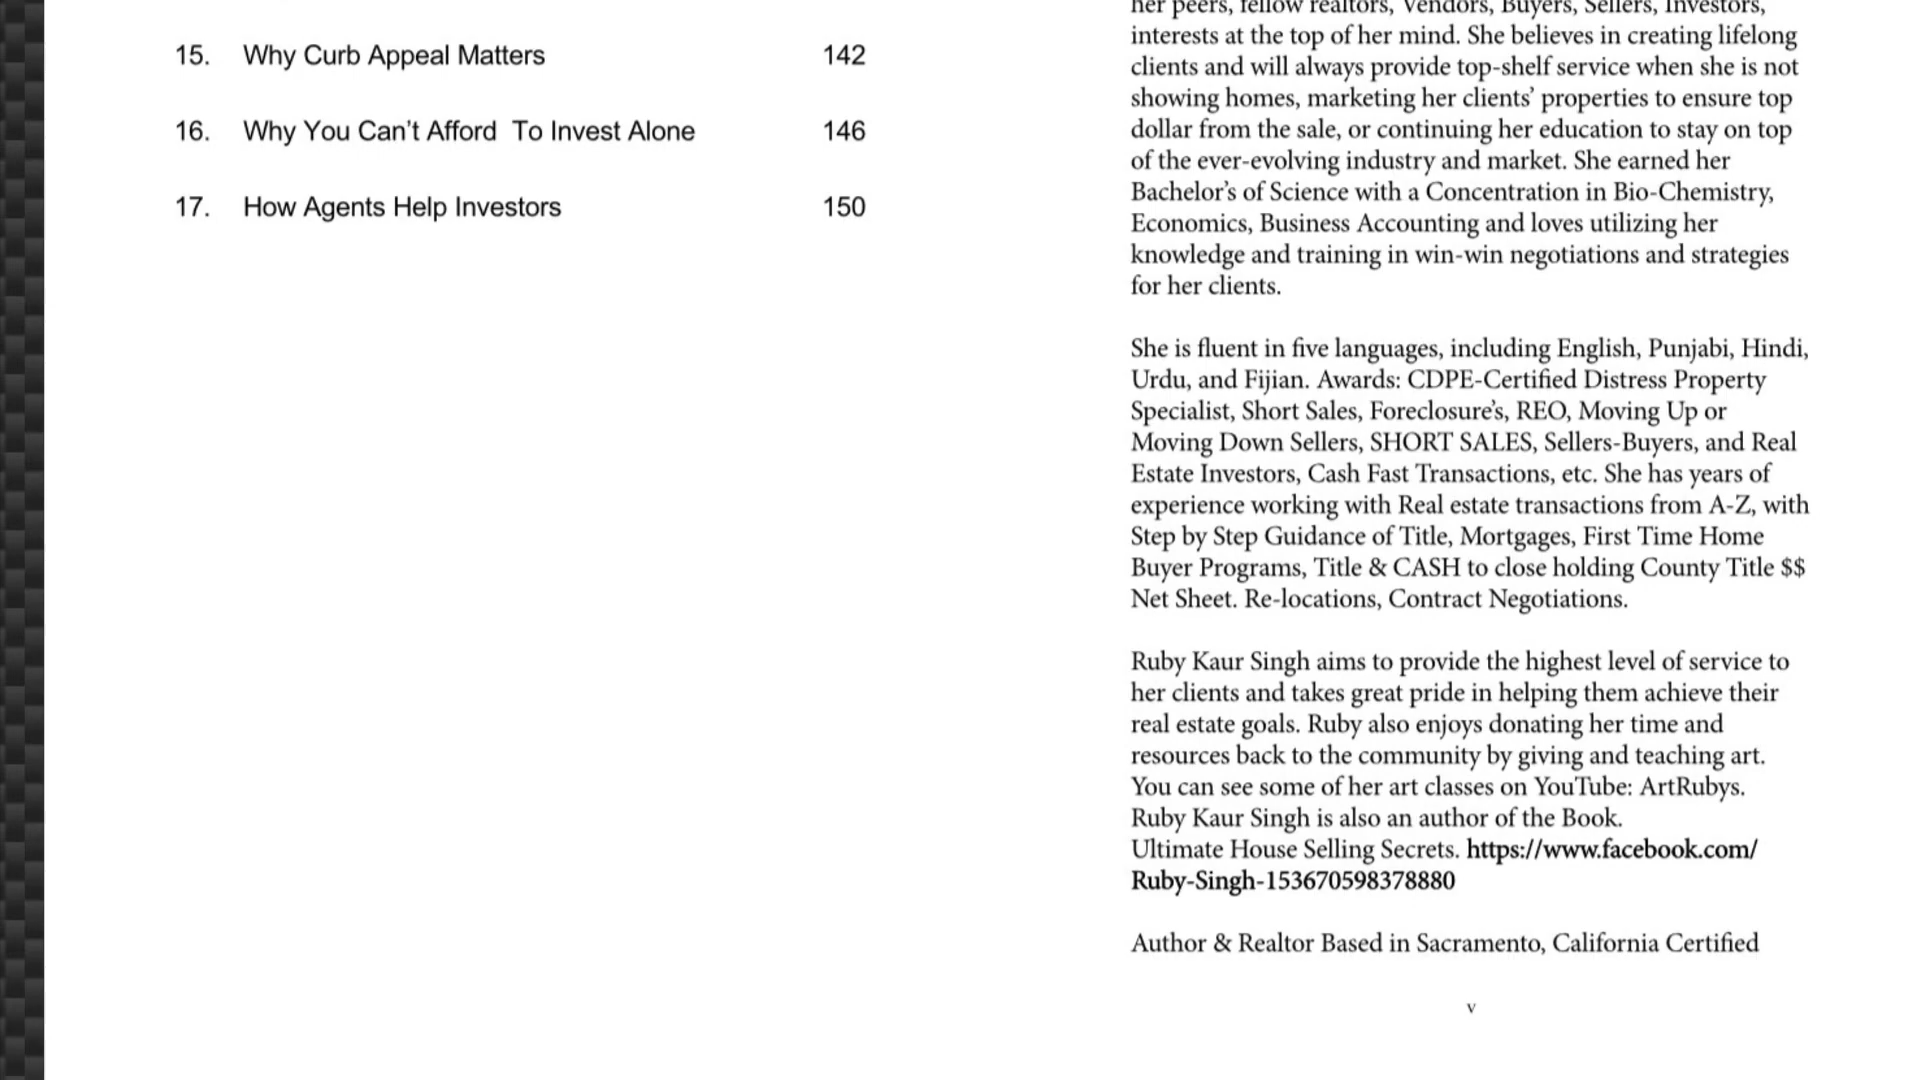 15. Why Curb Appeal Matters 142
16. Why You Can't Afford To Invest Alone 146
17. How Agents Help Investors 150
her peers, fellow realtors, Vendors, Buyers, Sellers, Investors,
interests at the top of her mind. She believes in creating lifelong
clients and will always provide top-shelf service when she is not
showing homes, marketing her clients’ properties to ensure top
dollar from the sale, or continuing her education to stay on top
of the ever-evolving industry and market. She earned her
Bachelor’s of Science with a Concentration in Bio-Chemistry,
Economics, Business Accounting and loves utilizing her
knowledge and training in win-win negotiations and strategies
for her clients.
She is fluent in five languages, including English, Punjabi, Hindi,
Urdu, and Fijian. Awards: CDPE-Certified Distress Property
Specialist, Short Sales, Foreclosure’s, REO, Moving Up or
Moving Down Sellers, SHORT SALES, Sellers-Buyers, and Real
Estate Investors, Cash Fast Transactions, etc. She has years of
experience working with Real estate transactions from A-Z, with
Step by Step Guidance of Title, Mortgages, First Time Home
Buyer Programs, Title & CASH to close holding County Title $$
Net Sheet. Re-locations, Contract Negotiations.
Ruby Kaur Singh aims to provide the highest level of service to
her clients and takes great pride in helping them achieve their
real estate goals. Ruby also enjoys donating her time and
resources back to the community by giving and teaching art.
You can see some of her art classes on YouTube: ArtRubys.
Ruby Kaur Singh is also an author of the Book.
Ultimate House Selling Secrets. https://www.facebook.com/
Ruby-Singh-153670598378880
Author & Realtor Based in Sacramento, California Certified
v